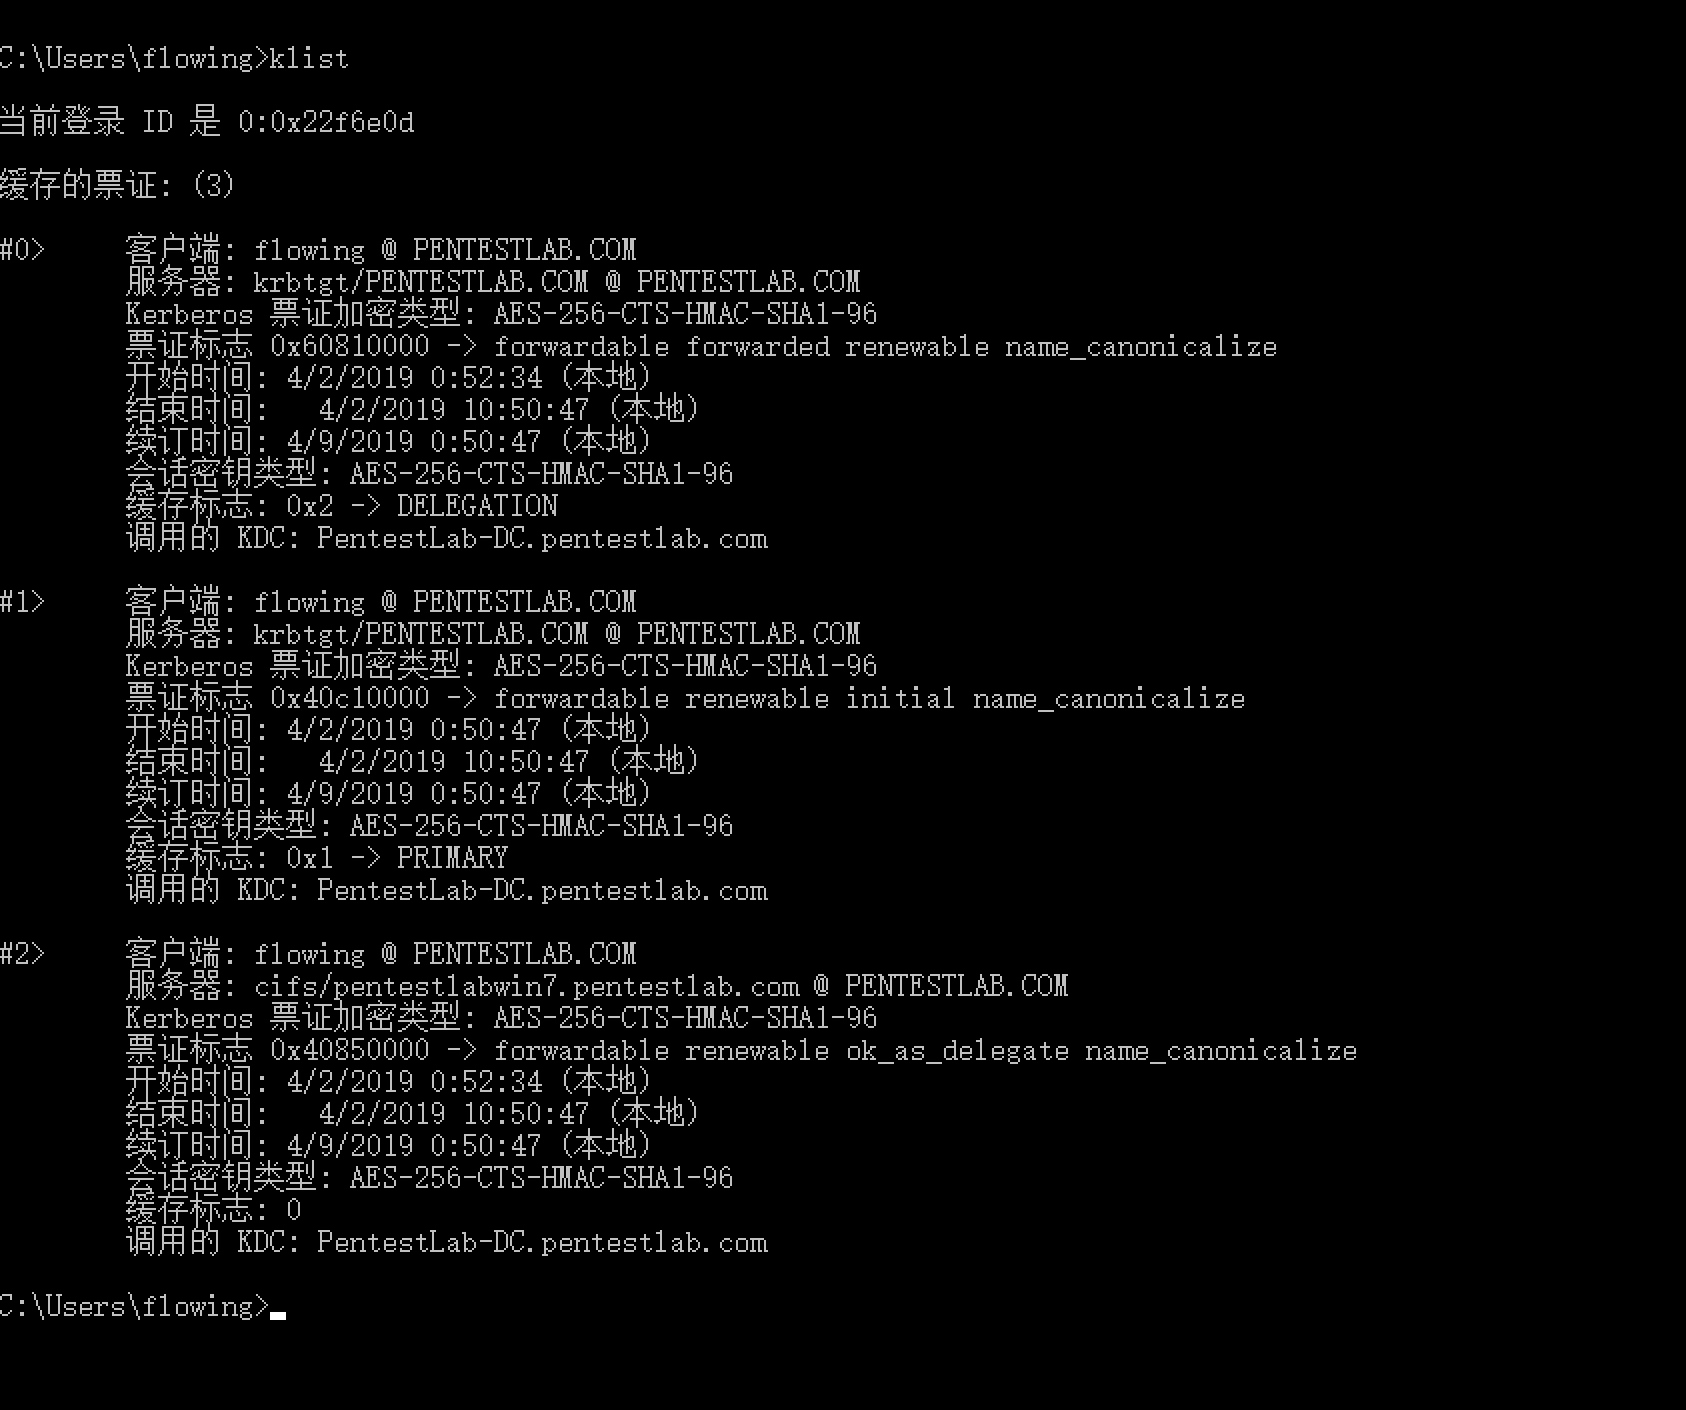 C:\Users\flowing>klist
当前登录 ID 是 0:0x22f6e0d
缓存的票证: (3)
#0> 客户端: flowing @ PENTESTLAB.COM
服务器: krbtgt/PENTESTLAB.COM @ PENTESTLAB.COM
Kerberos 票证加密类型: AES-256-CTS-HMAC-SHA1-96
票证标志 0x60810000 -> forwardable forwarded renewable name_canonicalize
开始时间: 4/2/2019 0:52:34 (本地)
结束时间: 4/2/2019 10:50:47 (本地)
续订时间: 4/9/2019 0:50:47 (本地)
会话密钥类型: AES-256-CTS-HMAC-SHA1-96
缓存标志: 0x2 -> DELEGATION
调用的 KDC: PentestLab-DC.pentestlab.com
#1> 客户端: flowing @ PENTESTLAB.COM
服务器: krbtgt/PENTESTLAB.COM @ PENTESTLAB.COM
Kerberos 票证加密类型: AES-256-CTS-HMAC-SHA1-96
票证标志 0x40c10000 -> forwardable renewable initial name_canonicalize
开始时间: 4/2/2019 0:50:47 (本地)
结束时间: 4/2/2019 10:50:47 (本地)
续订时间: 4/9/2019 0:50:47 (本地)
会话密钥类型: AES-256-CTS-HMAC-SHA1-96
缓存标志: 0x1 -> PRIMARY
调用的 KDC: PentestLab-DC.pentestlab.com
#2> 客户端: flowing @ PENTESTLAB.COM
服务器: cifs/pentestlabwin7.pentestlab.com @ PENTESTLAB.COM
Kerberos 票证加密类型: AES-256-CTS-HMAC-SHA1-96
票证标志 0x40850000 -> forwardable renewable ok_as_delegate name_canonicalize
开始时间: 4/2/2019 0:52:34 (本地)
结束时间: 4/2/2019 10:50:47 (本地)
续订时间: 4/9/2019 0:50:47 (本地)
会话密钥类型: AES-256-CTS-HMAC-SHA1-96
缓存标志: 0
调用的 KDC: PentestLab-DC.pentestlab.com
C:\Users\flowing>